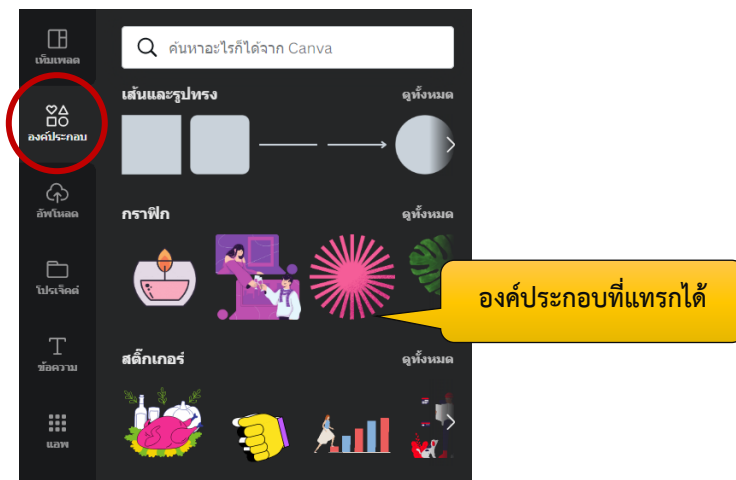 เท็มเพลต
องค์ประกอบ
อัพโหลด
โปรเจ็คต์
ข้อความ
แอพ
ค้นหาอะไรก็ได้จาก Canva
เส้นและรูปทรง ดูทั้งหมด
กราฟิก ดูทั้งหมด
องค์ประกอบที่แทรกได้
สติ๊กเกอร์ ดูทั้งหมด